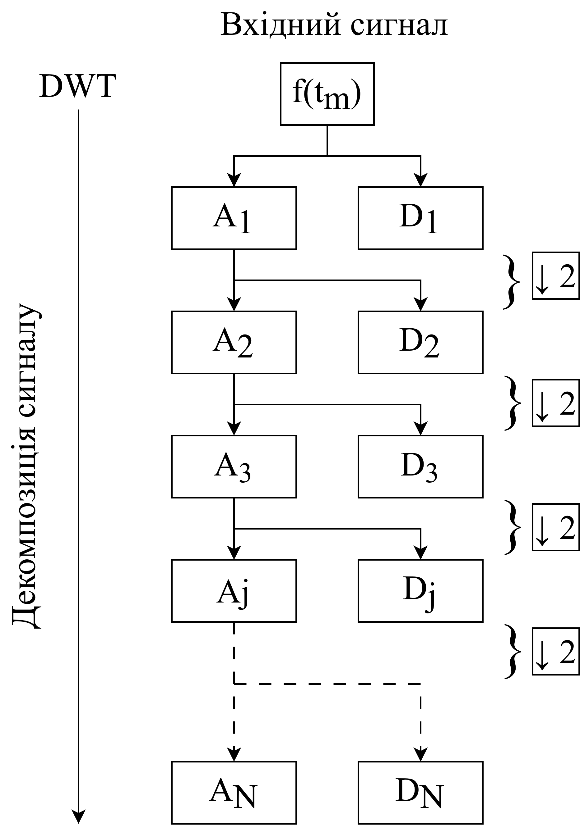 Вхідний сигнал
DWT
f(tm)
A1 D1
↓ 2
A2 D2
↓ 2
A3 D3
↓ 2
Aj Dj
↓ 2
AN DN
Декомпозиція сигналу